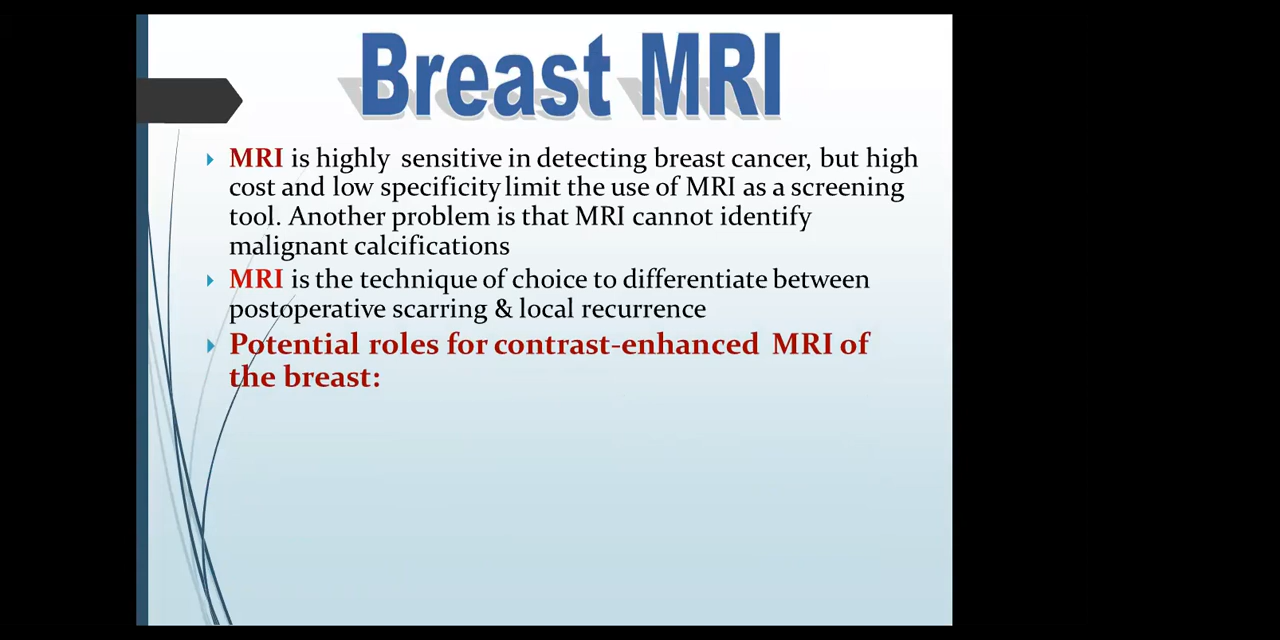 Breast MRI
MRI is highly sensitive in detecting breast cancer, but high
cost and low specificity limit the use of MRI as a screening
tool. Another problem is that MRI cannot identify
malignant calcifications
MRI is the technique of choice to differentiate between
postoperative scarring & local recurrence
Potential roles for contrast-enhanced MRI of
the breast: